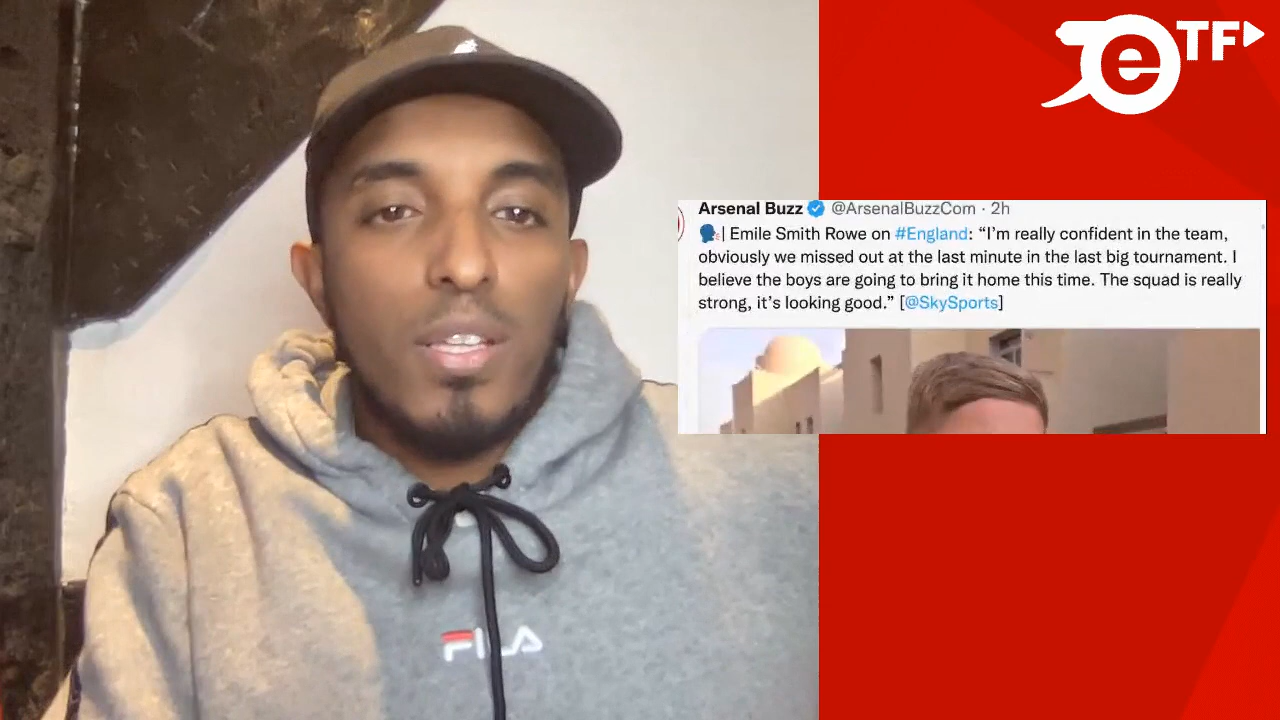 eTF
Arsenal Buzz @ArsenalBuzzCom · 2h
| Emile Smith Rowe on #England: “I’m really confident in the team,
obviously we missed out at the last minute in the last big tournament. I
believe the boys are going to bring it home this time. The squad is really
strong, it’s looking good.” [@SkySports]
FILA